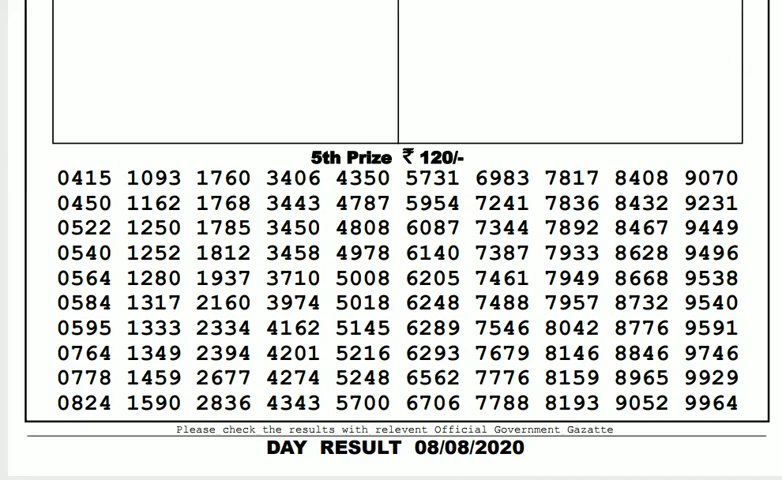 5th Prize ₹ 120/-
0415 1093 1760 3406 4350 5731 6983 7817 8408 9070
0450 1162 1768 3443 4787 5954 7241 7836 8432 9231
0522 1250 1785 3450 4808 6087 7344 7892 8467 9449
0540 1252 1812 3458 4978 6140 7387 7933 8628 9496
0564 1280 1937 3710 5008 6205 7461 7949 8668 9538
0584 1317 2160 3974 5018 6248 7488 7957 8732 9540
0595 1333 2334 4162 5145 6289 7546 8042 8776 9591
0764 1349 2394 4201 5216 6293 7679 8146 8846 9746
0778 1459 2677 4274 5248 6562 7776 8159 8965 9929
0824 1590 2836 4343 5700 6706 7788 8193 9052 9964
Please check the results with relevent Official Government Gazatte
DAY RESULT 08/08/2020